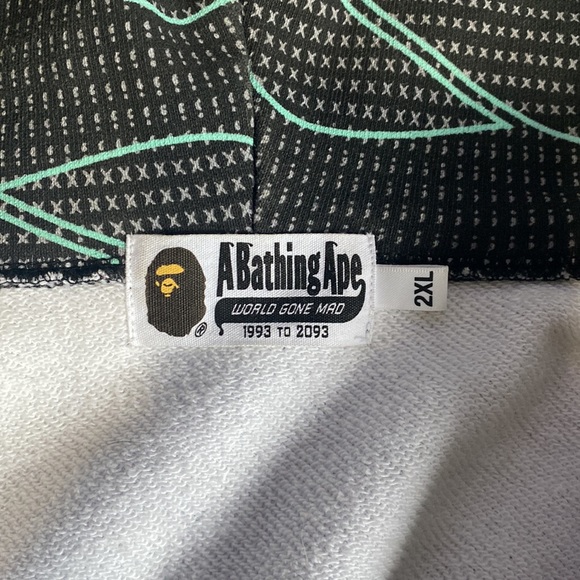 A Bathing Ape
WORLD GONE MAD
1993 TO 2093
®
2XL